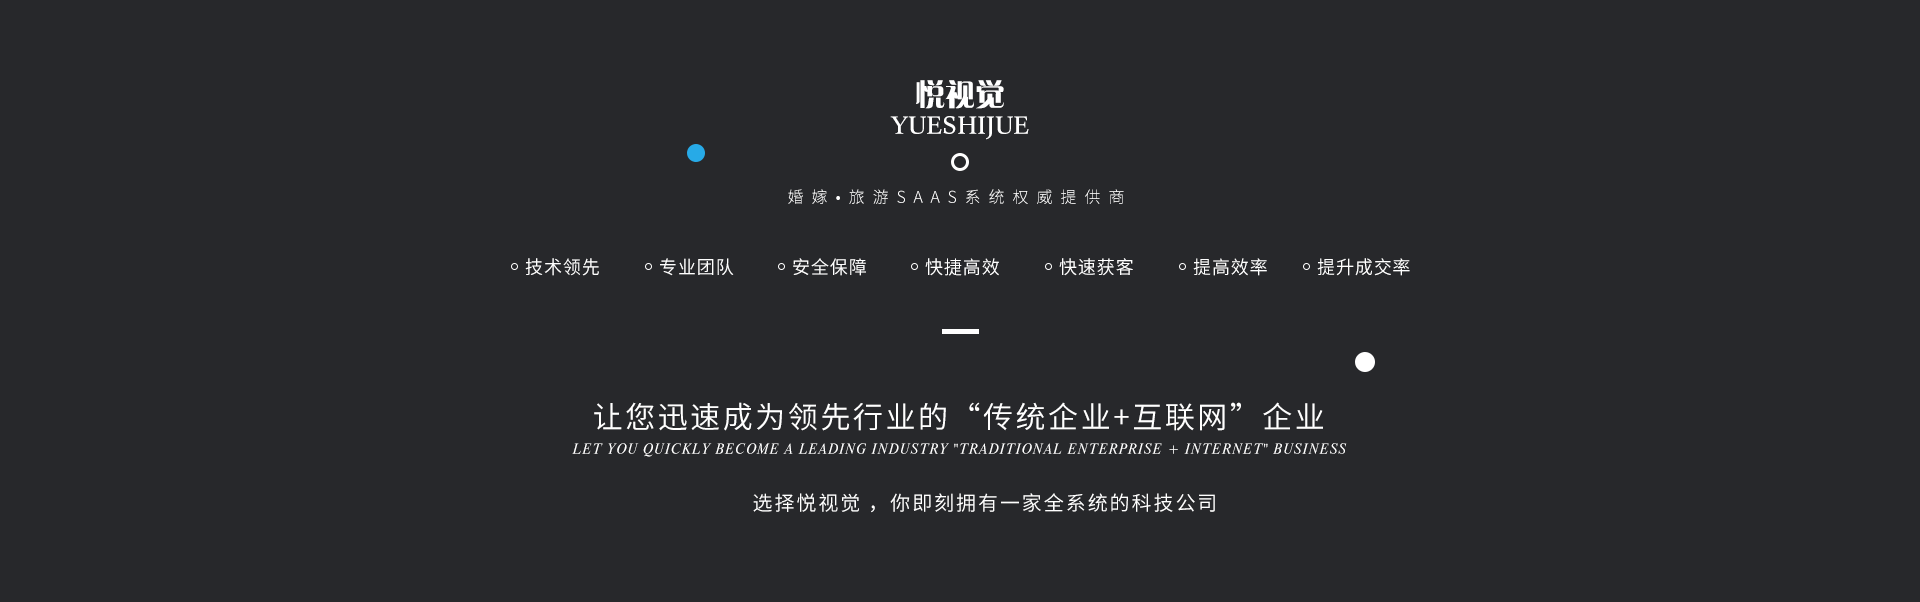 悦视觉
YUESHIJUE
婚嫁•旅游SAAS系统权威提供商
技术领先 专业团队 安全保障 快捷高效 快速获客 提高效率 提升成交率
让您迅速成为领先行业的“传统企业+互联网”企业
LET YOU QUICKLY BECOME A LEADING INDUSTRY "TRADITIONAL ENTERPRISE + INTERNET" BUSINESS
选择悦视觉，你即刻拥有一家全系统的科技公司